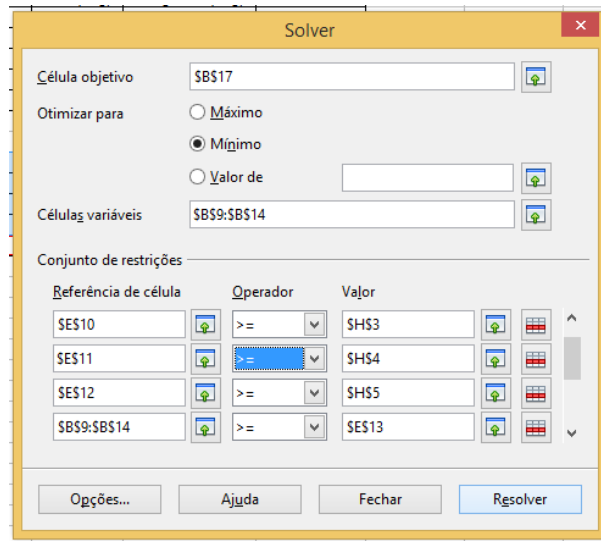 Solver
Célula objetivo $B$17
Otimizar para Máximo
Mínimo
Valor de
Células variáveis $B$9:$B$14
Conjunto de restrições
Referência de célula Operador Valor
$E$10 >= $H$3
$E$11 >= $H$4
$E$12 >= $H$5
$B$9:$B$14 >= $E$13
Opções... Ajuda Fechar Resolver